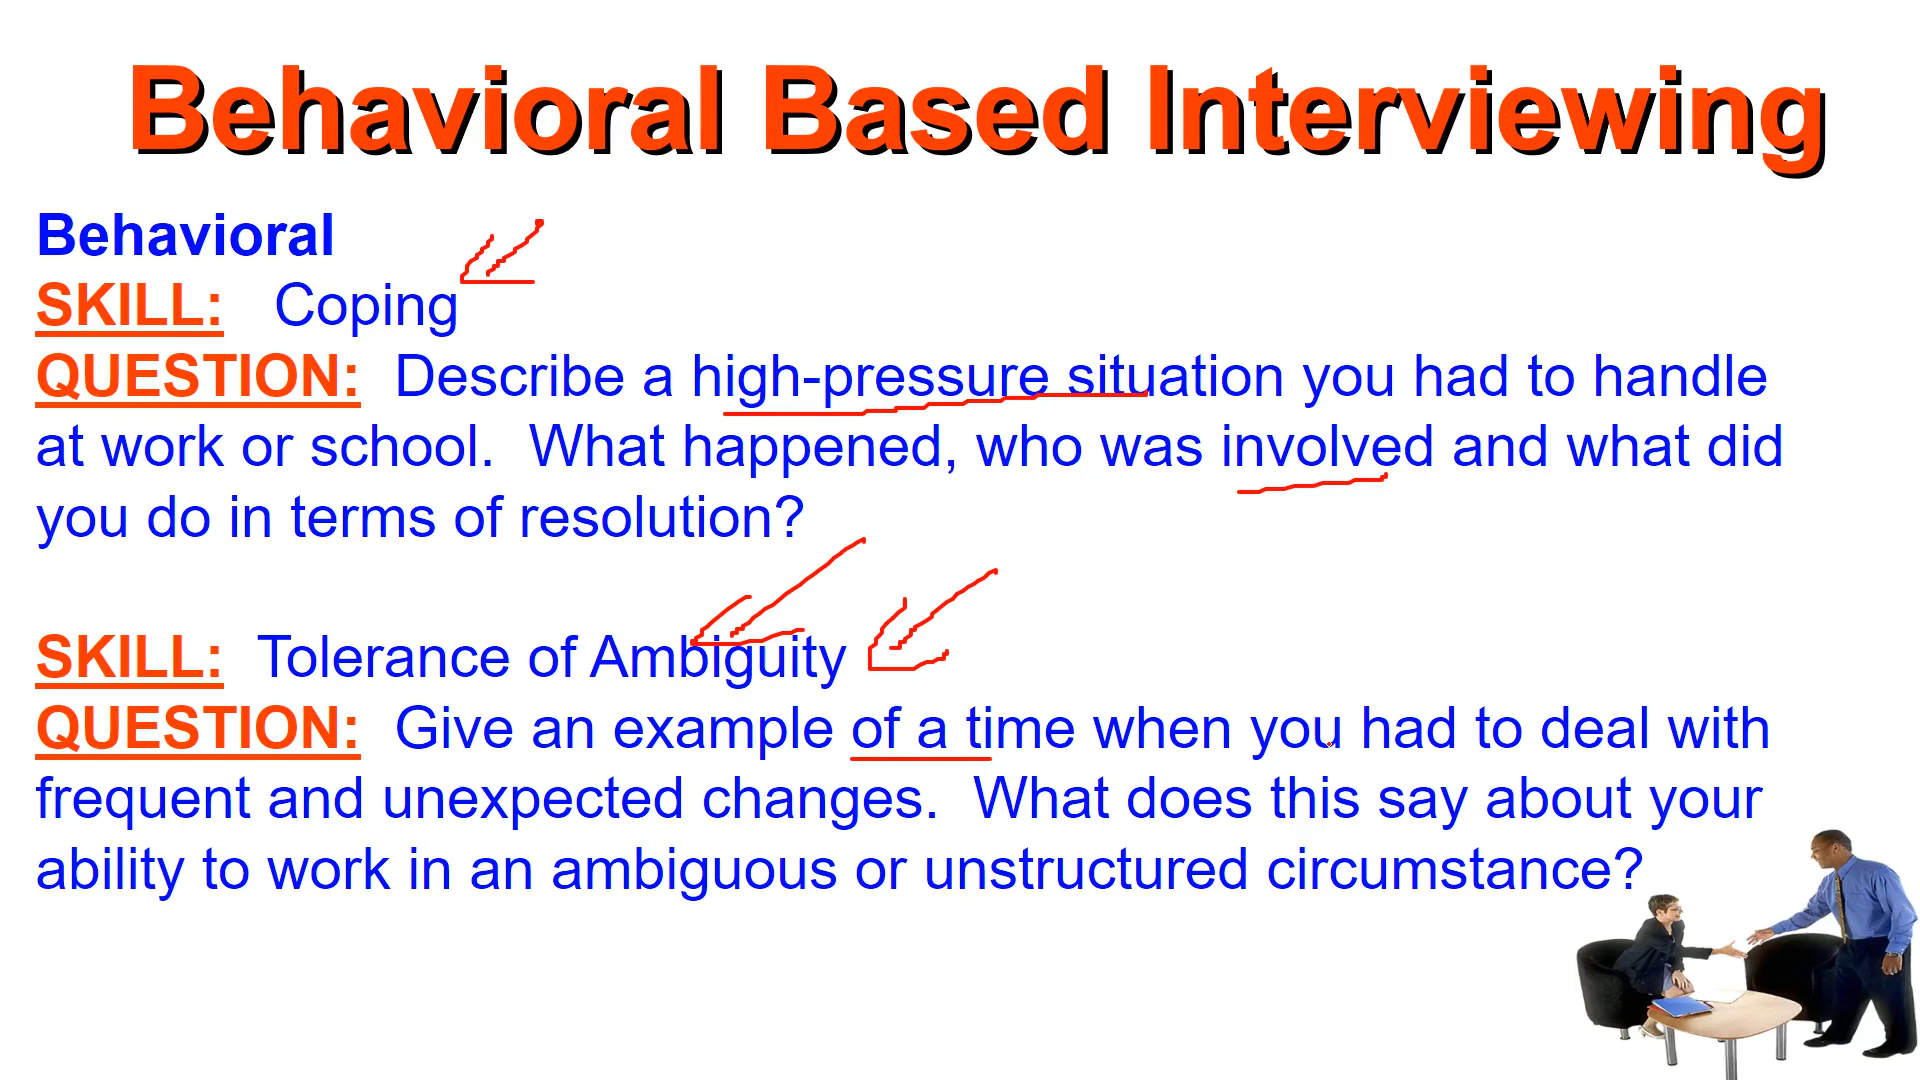 Behavioral Based Interviewing
Behavioral
SKILL: Coping
QUESTION: Describe a high-pressure situation you had to handle
at work or school. What happened, who was involved and what did
you do in terms of resolution?
SKILL: Tolerance of Ambiguity
QUESTION: Give an example of a time when you had to deal with
frequent and unexpected changes. What does this say about your
ability to work in an ambiguous or unstructured circumstance?